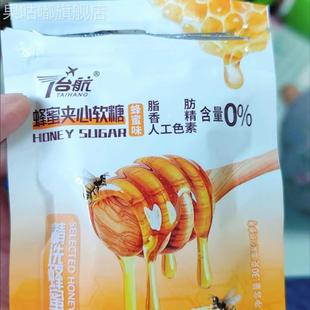 果咕嘟旗舰店
台航
TAIHANG
蜂蜜夹心软糖
HONEY SUGAR
蜂蜜味
脂肪
香精
人工色素
含量0%
SELECTED HONEY